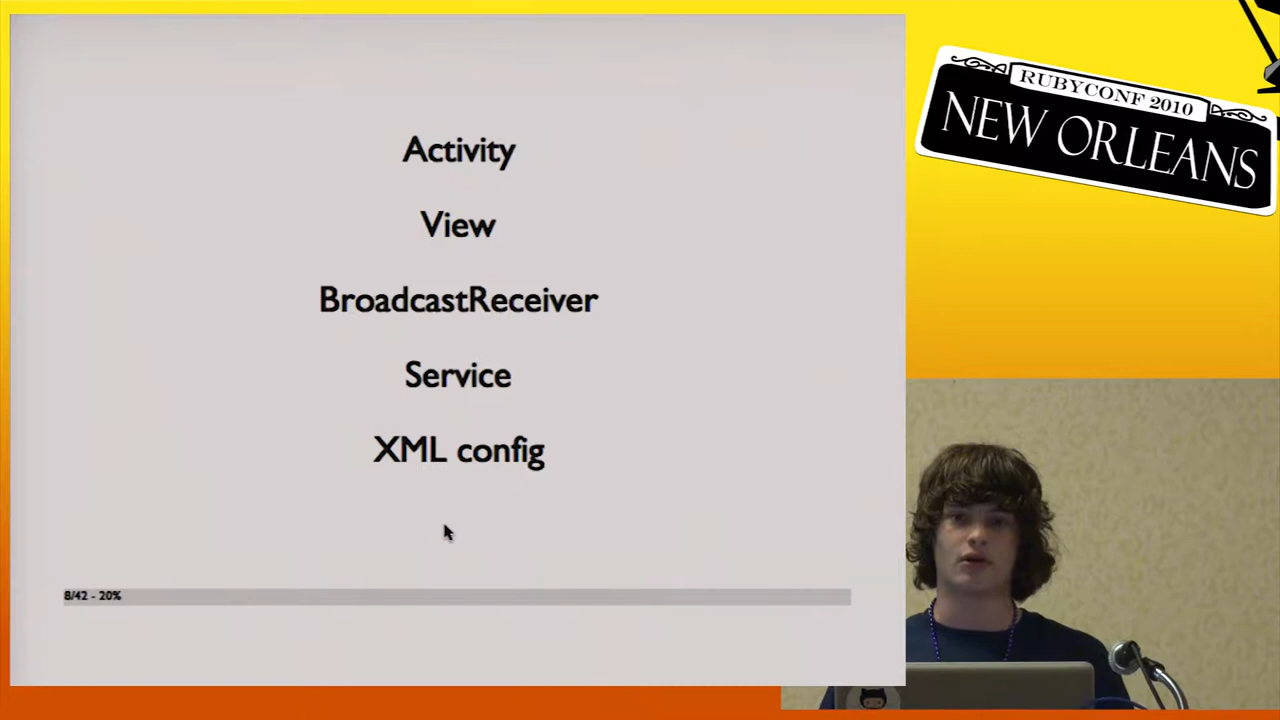 Activity
View
BroadcastReceiver
Service
XML config
8/42 - 20%
RUBYCONF 2010
NEW ORLEANS